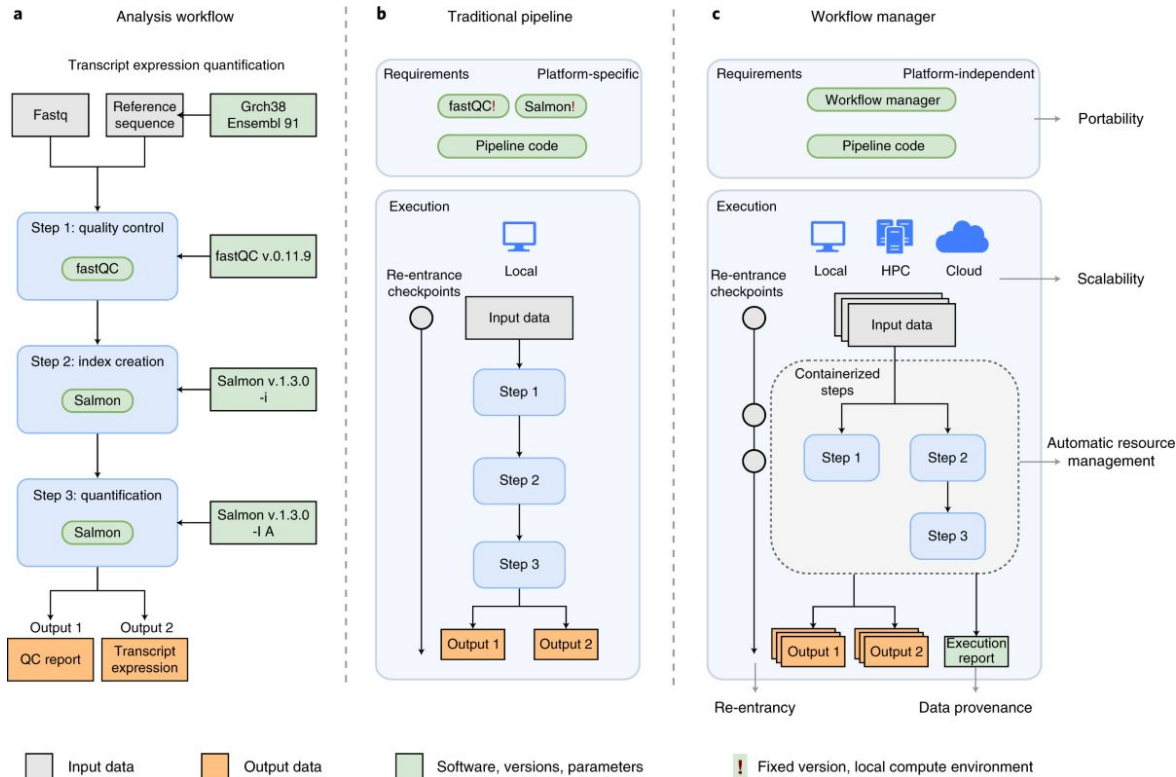 a
Analysis workflow
Transcript expression quantification
Fastq
Reference
sequence
Grch38
Ensembl 91
Step 1: quality control
fastQC
fastQC v.0.11.9
Step 2: index creation
Salmon
Salmon v.1.3.0
-i
Step 3: quantification
Salmon
Salmon v.1.3.0
-l A
Output 1
Output 2
QC report
Transcript
expression
b
Traditional pipeline
Requirements
Platform-specific
fastQC!
Salmon!
Pipeline code
Execution
Local
Re-entrance
checkpoints
Input data
Step 1
Step 2
Step 3
Output 1
Output 2
c
Workflow manager
Requirements
Platform-independent
Workflow manager
Pipeline code
Portability
Execution
Local
HPC
Cloud
Scalability
Re-entrance
checkpoints
Input data
Containerized
steps
Step 1
Step 2
Step 3
Automatic resource
management
Output 1
Output 2
Execution
report
Re-entrancy
Data provenance
Input data
Output data
Software, versions, parameters
! Fixed version, local compute environment